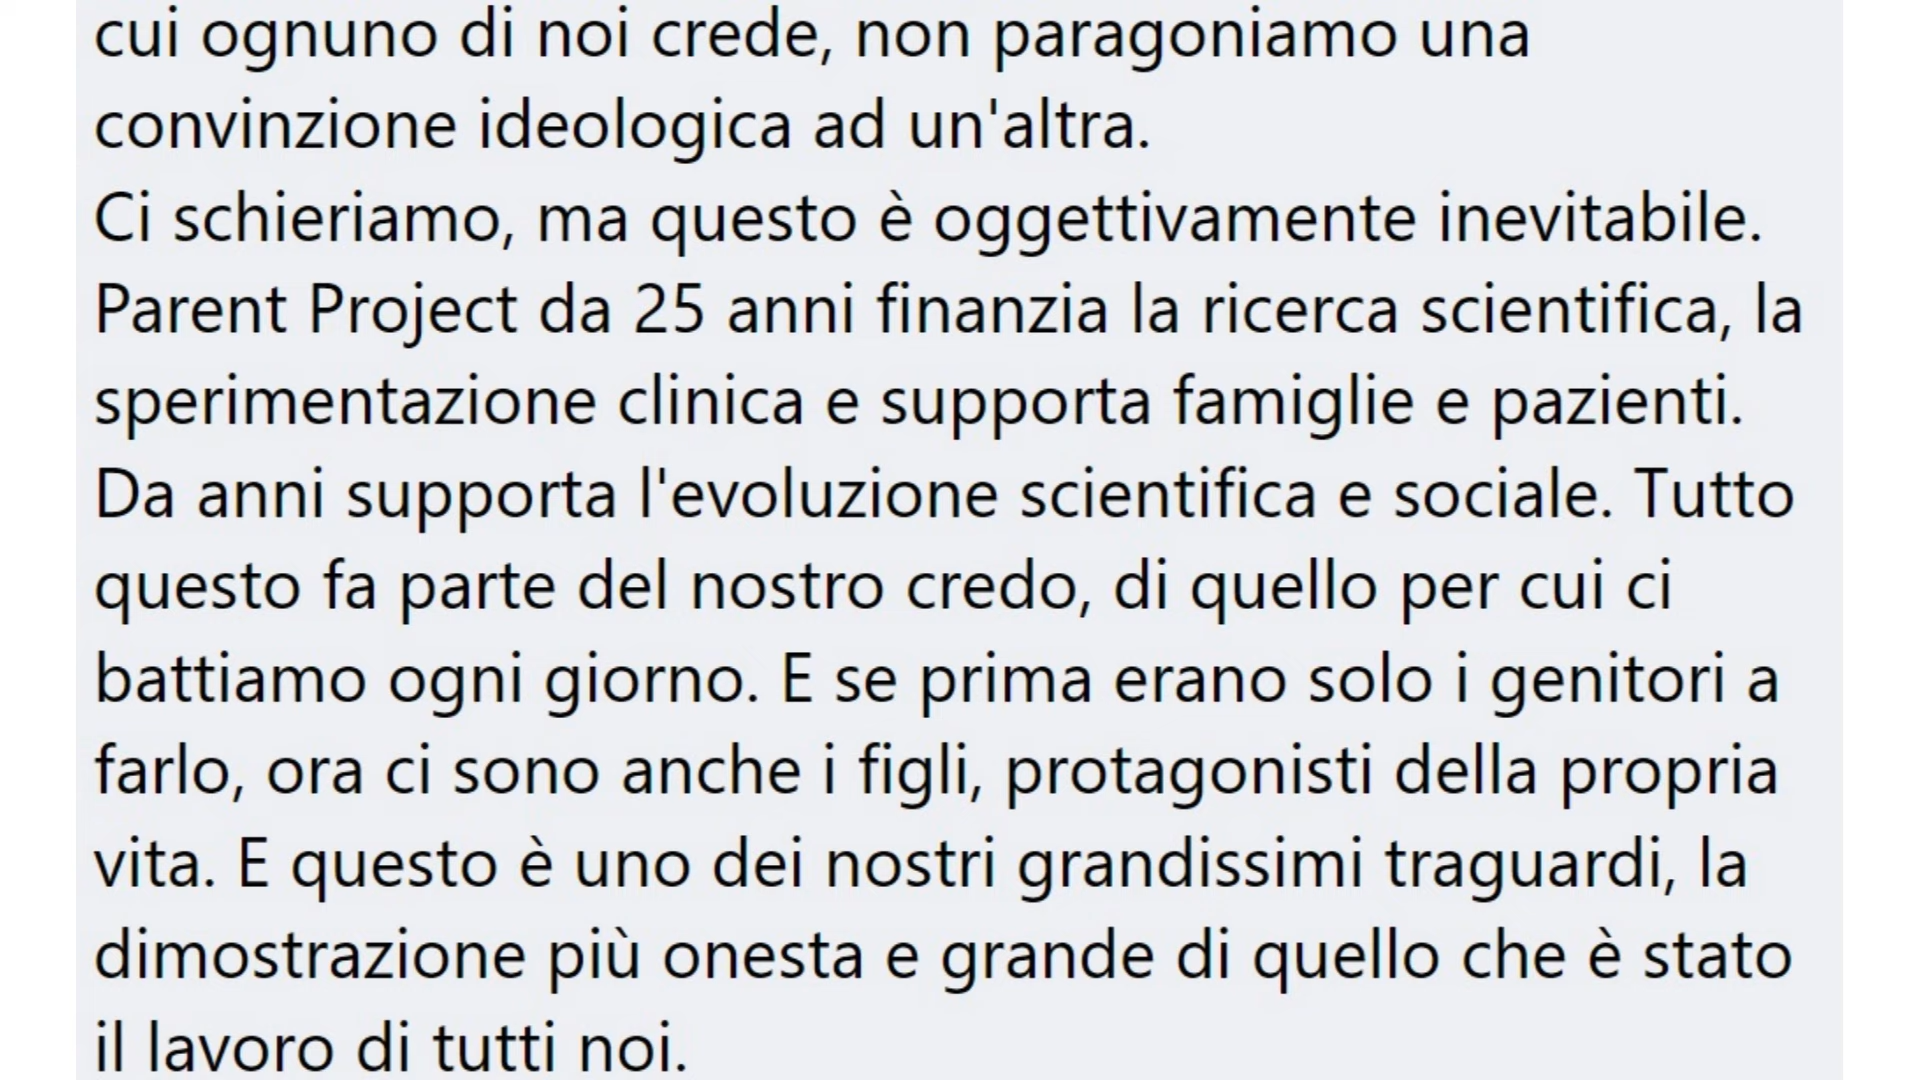 cui ognuno di noi crede, non paragoniamo una
convinzione ideologica ad un'altra.
Ci schieriamo, ma questo è oggettivamente inevitabile.
Parent Project da 25 anni finanzia la ricerca scientifica, la
sperimentazione clinica e supporta famiglie e pazienti.
Da anni supporta l'evoluzione scientifica e sociale. Tutto
questo fa parte del nostro credo, di quello per cui ci
battiamo ogni giorno. E se prima erano solo i genitori a
farlo, ora ci sono anche i figli, protagonisti della propria
vita. E questo è uno dei nostri grandissimi traguardi, la
dimostrazione più onesta e grande di quello che è stato
il lavoro di tutti noi.